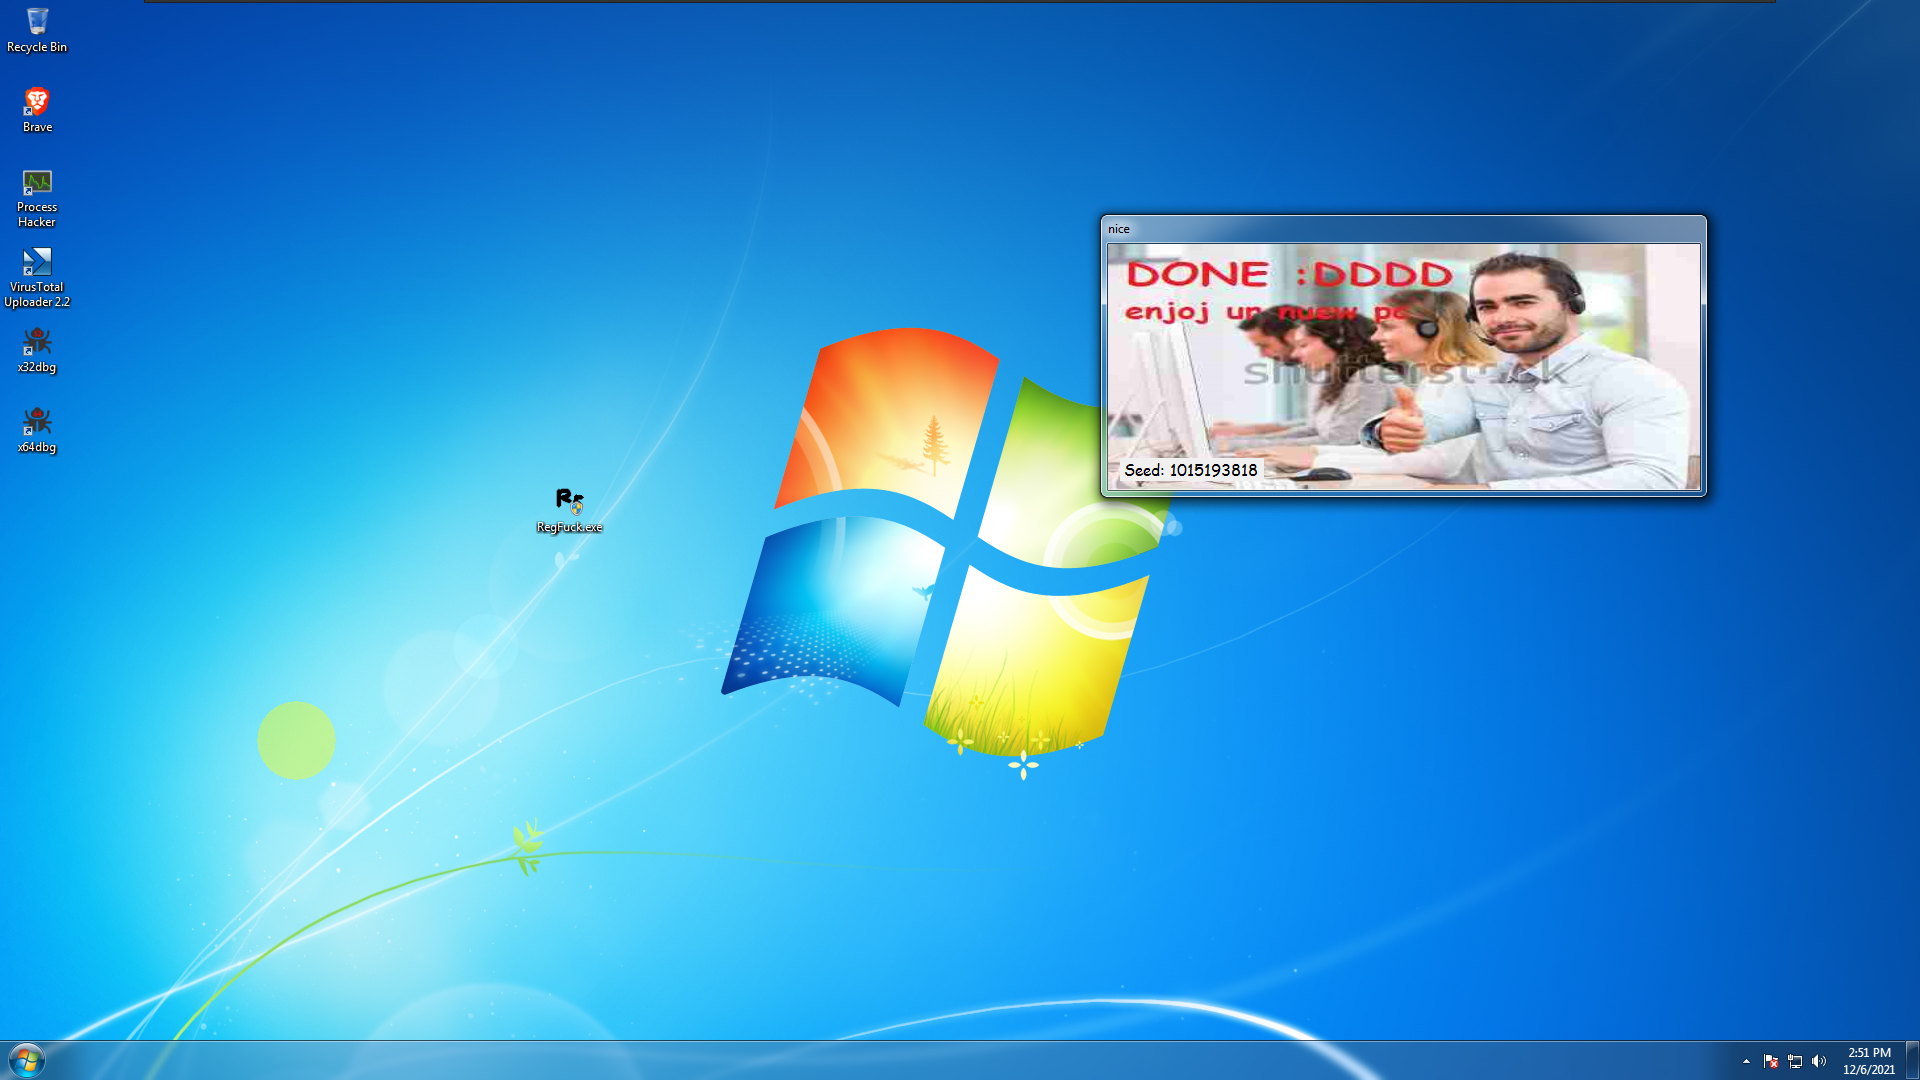 Recycle Bin
Brave
Process
Hacker
VirusTotal
Uploader 2.2
x32dbg
x64dbg
RegFuck.exe
nice
DONE :DDDD
enjoj ur nuew pc
shutterstock
Seed: 1015193818
2:51 PM
12/6/2021